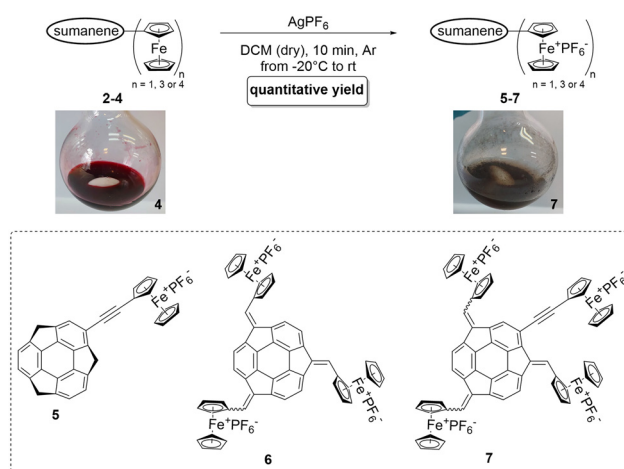 sumanene
Fe
n
n = 1, 3 or 4
2-4
AgPF6
DCM (dry), 10 min, Ar
from -20°C to rt
quantitative yield
sumanene
Fe+PF6-
n
n = 1, 3 or 4
5-7
4
7
Fe+PF6-
5
Fe+PF6-
Fe+PF6-
Fe+PF6-
6
Fe+PF6-
Fe+PF6-
Fe+PF6-
Fe+PF6-
7